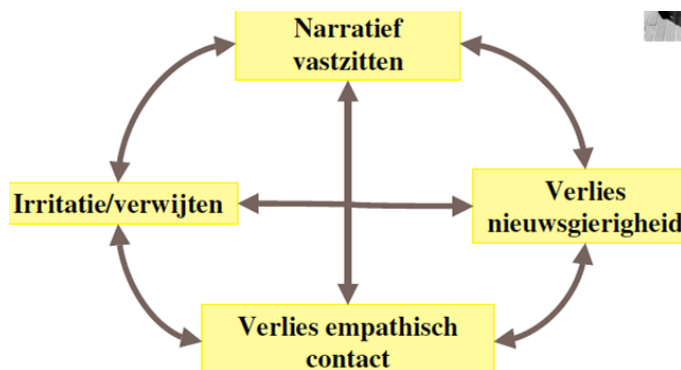 Narratief
vastzitten
Irritatie/verwijten
Verlies
nieuwsgierigheid
Verlies empathisch
contact